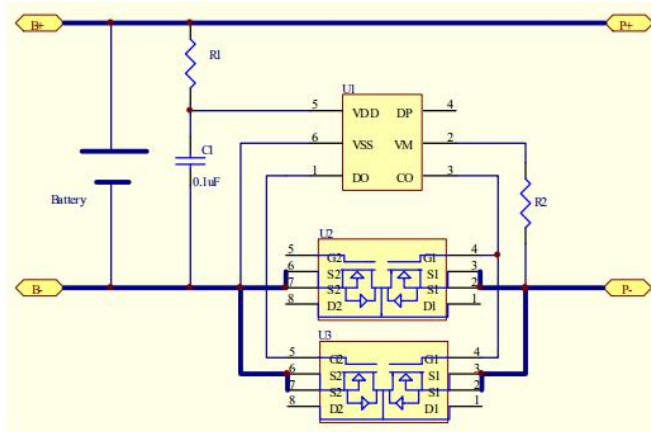 B+ P+
R1
U1
5 VDD DP 4
6 VSS VM 2
C1
0.1uF
1 DO CO 3
Battery
R2
U2
5 G2 G1 4
6 S2 S1 3
B- 7 S2 S1 2 P-
8 D2 D1 1
U3
5 G2 G1 4
6 S2 S1 3
7 S2 S1 2
8 D2 D1 1